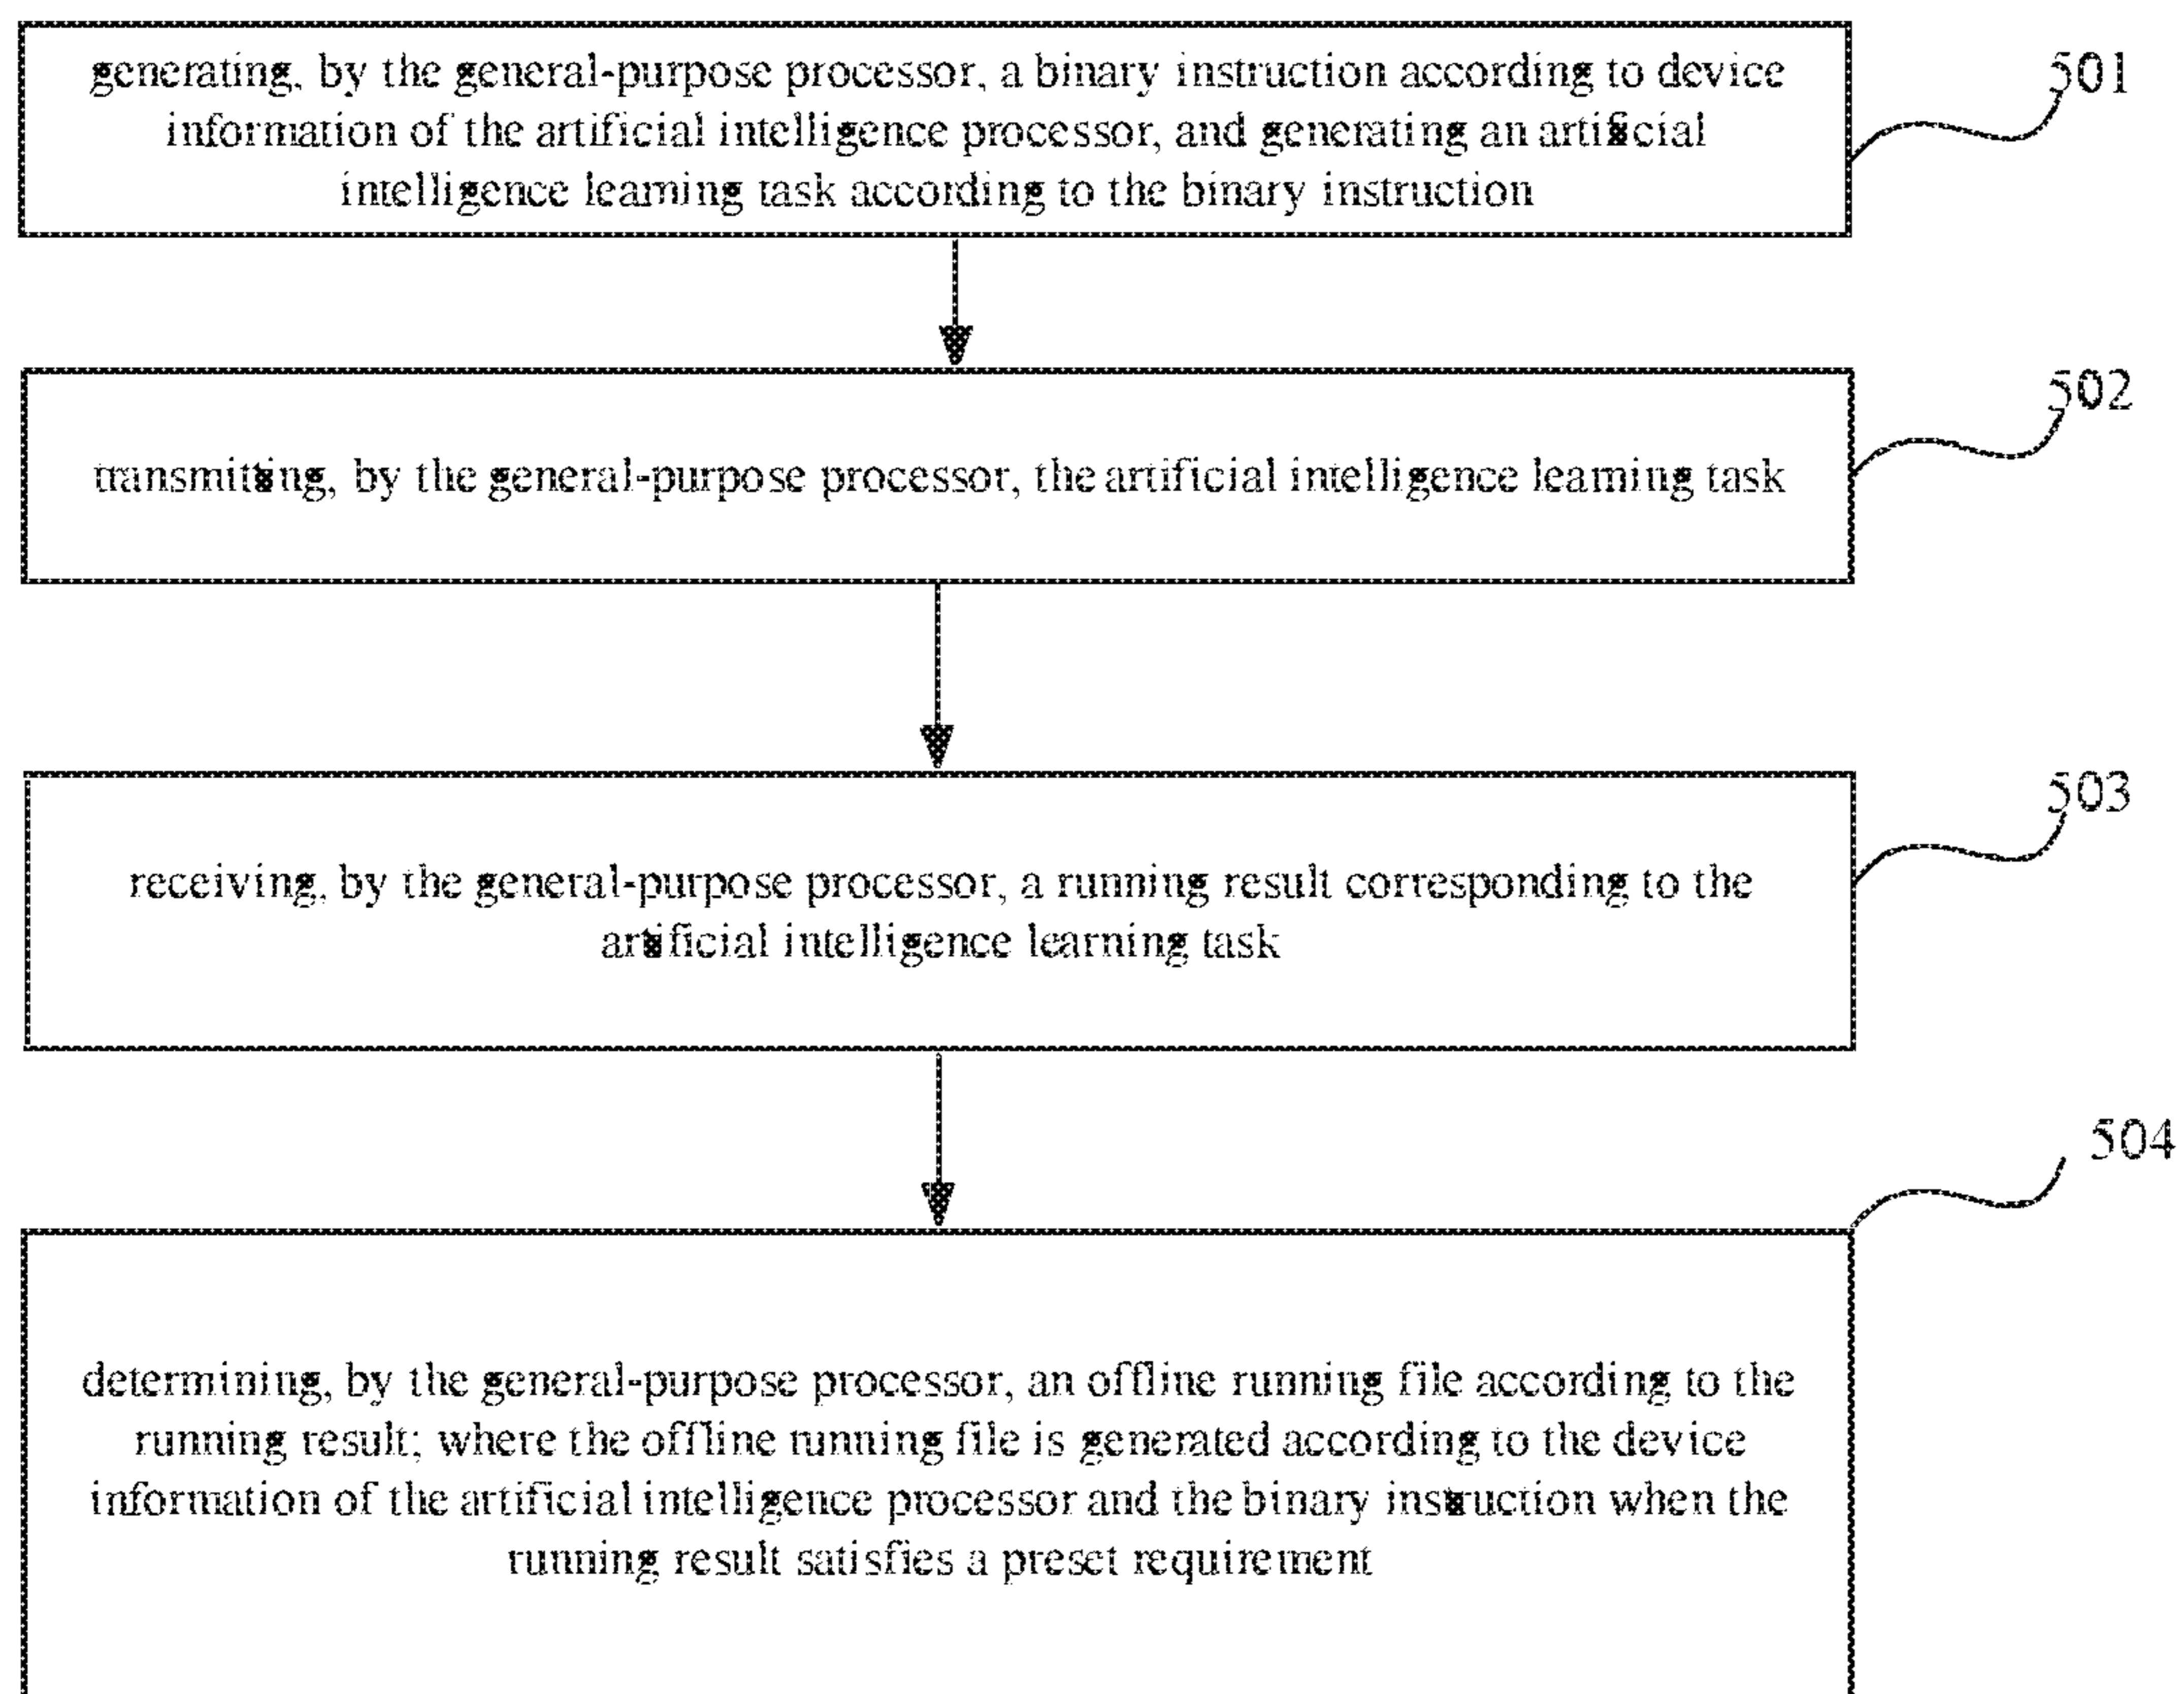 generating, by the general-purpose processor, a binary instruction according to device
information of the artificial intelligence processor, and generating an artificial
intelligence learning task according to the binary instruction
501
transmitting, by the general-purpose processor, the artificial intelligence learning task
502
receiving, by the general-purpose processor, a running result corresponding to the
artificial intelligence learning task
503
504
determining, by the general-purpose processor, an offline running file according to the
running result; where the offline running file is generated according to the device
information of the artificial intelligence processor and the binary instruction when the
running result satisfies a preset requirement